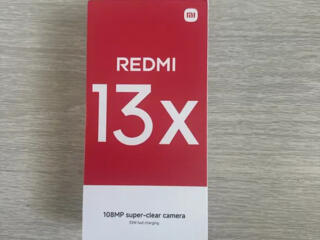 mi
REDMI
13x
108MP super-clear camera
33W fast charging